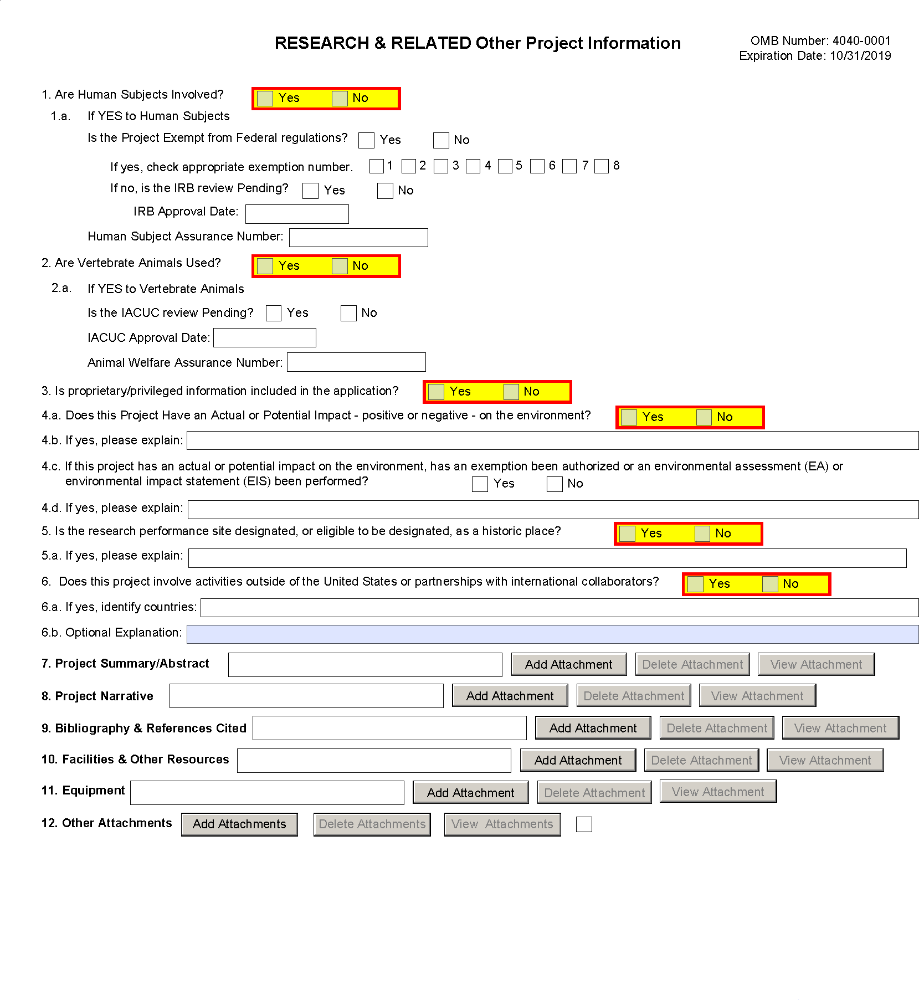 RESEARCH & RELATED Other Project Information
OMB Number: 4040-0001
Expiration Date: 10/31/2019
1. Are Human Subjects Involved? Yes No
1.a. If YES to Human Subjects
Is the Project Exempt from Federal regulations? Yes No
If yes, check appropriate exemption number. 1 2 3 4 5 6 7 8
If no, is the IRB review Pending? Yes No
IRB Approval Date:
Human Subject Assurance Number:
2. Are Vertebrate Animals Used? Yes No
2.a. If YES to Vertebrate Animals
Is the IACUC review Pending? Yes No
IACUC Approval Date:
Animal Welfare Assurance Number:
3. Is proprietary/privileged information included in the application? Yes No
4.a. Does this Project Have an Actual or Potential Impact - positive or negative - on the environment? Yes No
4.b. If yes, please explain:
4.c. If this project has an actual or potential impact on the environment, has an exemption been authorized or an environmental assessment (EA) or
environmental impact statement (EIS) been performed? Yes No
4.d. If yes, please explain:
5. Is the research performance site designated, or eligible to be designated, as a historic place? Yes No
5.a. If yes, please explain:
6. Does this project involve activities outside of the United States or partnerships with international collaborators? Yes No
6.a. If yes, identify countries:
6.b. Optional Explanation:
7. Project Summary/Abstract Add Attachment Delete Attachment View Attachment
8. Project Narrative Add Attachment Delete Attachment View Attachment
9. Bibliography & References Cited Add Attachment Delete Attachment View Attachment
10. Facilities & Other Resources Add Attachment Delete Attachment View Attachment
11. Equipment Add Attachment Delete Attachment View Attachment
12. Other Attachments Add Attachments Delete Attachments View Attachments